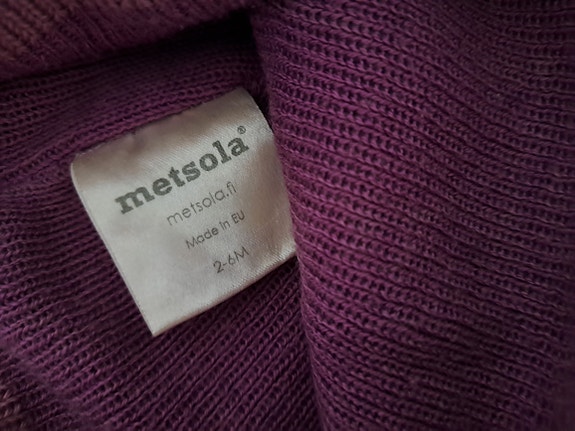 metsola®
metsola.fi
Made in EU
2-6M